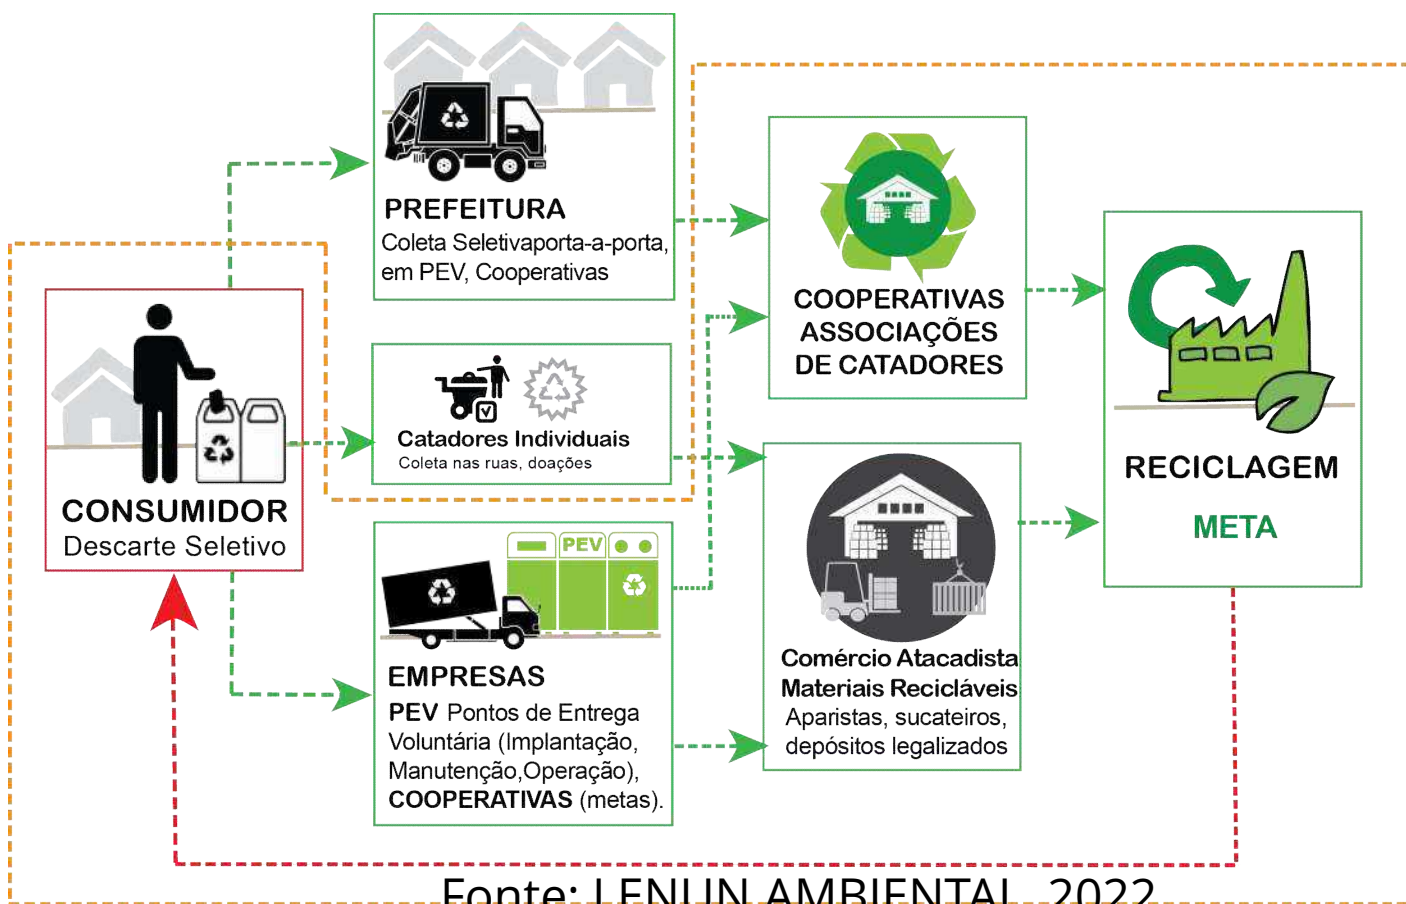 PREFEITURA
Coleta Seletivaporta-a-porta,
em PEV, Cooperativas
CONSUMIDOR
Descarte Seletivo
Catadores Individuais
Coleta nas ruas, doações
PEV
EMPRESAS
PEV Pontos de Entrega
Voluntária (Implantação,
Manutenção,Operação),
COOPERATIVAS (metas).
COOPERATIVAS
ASSOCIAÇÕES
DE CATADORES
Comércio Atacadista
Materiais Recicláveis
Aparistas, sucateiros,
depósitos legalizados
RECICLAGEM
META
Fonte: LENUN AMBIENTAL, 2022